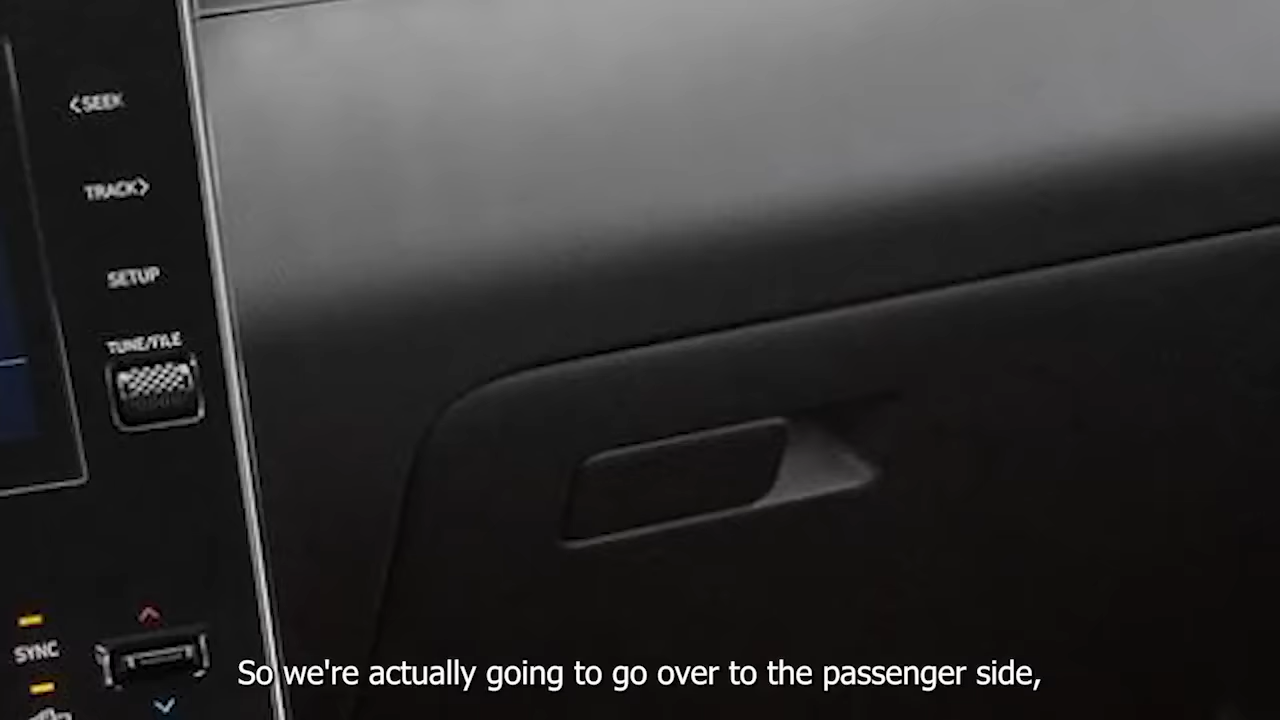 <SEEK
TRACK>
SETUP
TUNE/FILE
SYNC
So we're actually going to go over to the passenger side,